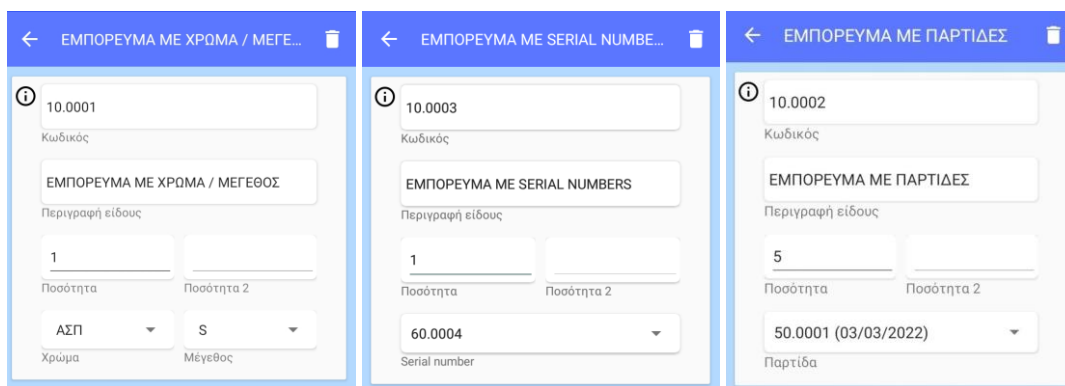 ΕΜΠΟΡΕΥΜΑ ΜΕ ΧΡΩΜΑ / ΜΕΓΕ...
10.0001
Κωδικός
ΕΜΠΟΡΕΥΜΑ ΜΕ ΧΡΩΜΑ / ΜΕΓΕΘΟΣ
Περιγραφή είδους
1
Ποσότητα Ποσότητα 2
ΑΣΠ S
Χρώμα Μέγεθος
ΕΜΠΟΡΕΥΜΑ ΜΕ SERIAL NUMBE...
10.0003
Κωδικός
ΕΜΠΟΡΕΥΜΑ ΜΕ SERIAL NUMBERS
Περιγραφή είδους
1
Ποσότητα Ποσότητα 2
60.0004
Serial number
ΕΜΠΟΡΕΥΜΑ ΜΕ ΠΑΡΤΙΔΕΣ
10.0002
Κωδικός
ΕΜΠΟΡΕΥΜΑ ΜΕ ΠΑΡΤΙΔΕΣ
Περιγραφή είδους
5
Ποσότητα Ποσότητα 2
50.0001 (03/03/2022)
Παρτίδα